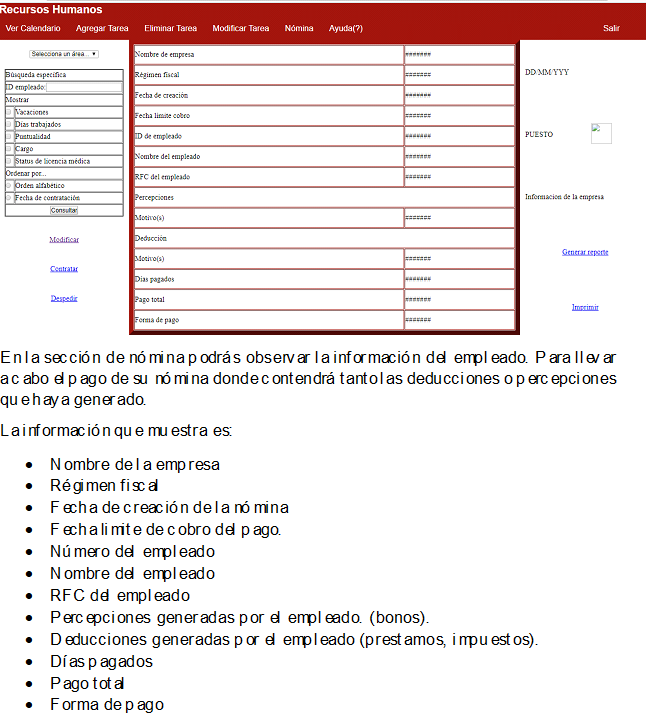 Recursos Humanos
Ver Calendario Agregar Tarea Eliminar Tarea Modificar Tarea Nómina Ayuda(?) Salir
Selecciona un área...
Búsqueda específica
ID empleado:
Mostrar
Vacaciones
Días trabajados
Puntualidad
Cargo
Status de licencia médica
Ordenar por...
Orden alfabético
Fecha de contratación
Consultar
Modificar
Contratar
Despedir
Nombre de empresa #######
Régimen fiscal #######
Fecha de creación #######
Fecha límite cobro #######
ID de empleado #######
Nombre del empleado #######
RFC del empleado #######
Percepciones
Motivo(s) #######
Deducción
Motivo(s) #######
Días pagados #######
Pago total #######
Forma de pago #######
DD/MM/YYY
PUESTO
Informacion de la empresa
Generar reporte
Imprimir
En la sección de nómina podrás observar la información del empleado. Para llevar
a cabo el pago de su nómina donde contendrá tanto las deducciones o percepciones
que haya generado.
La información que muestra es:
• Nombre de la empresa
• Régimen fiscal
• Fecha de creación de la nómina
• Fecha limite de cobro del pago.
• Número del empleado
• Nombre del empleado
• RFC del empleado
• Percepciones generadas por el empleado. (bonos).
• Deducciones generadas por el empleado (prestamos, impuestos).
• Días pagados
• Pago total
• Forma de pago